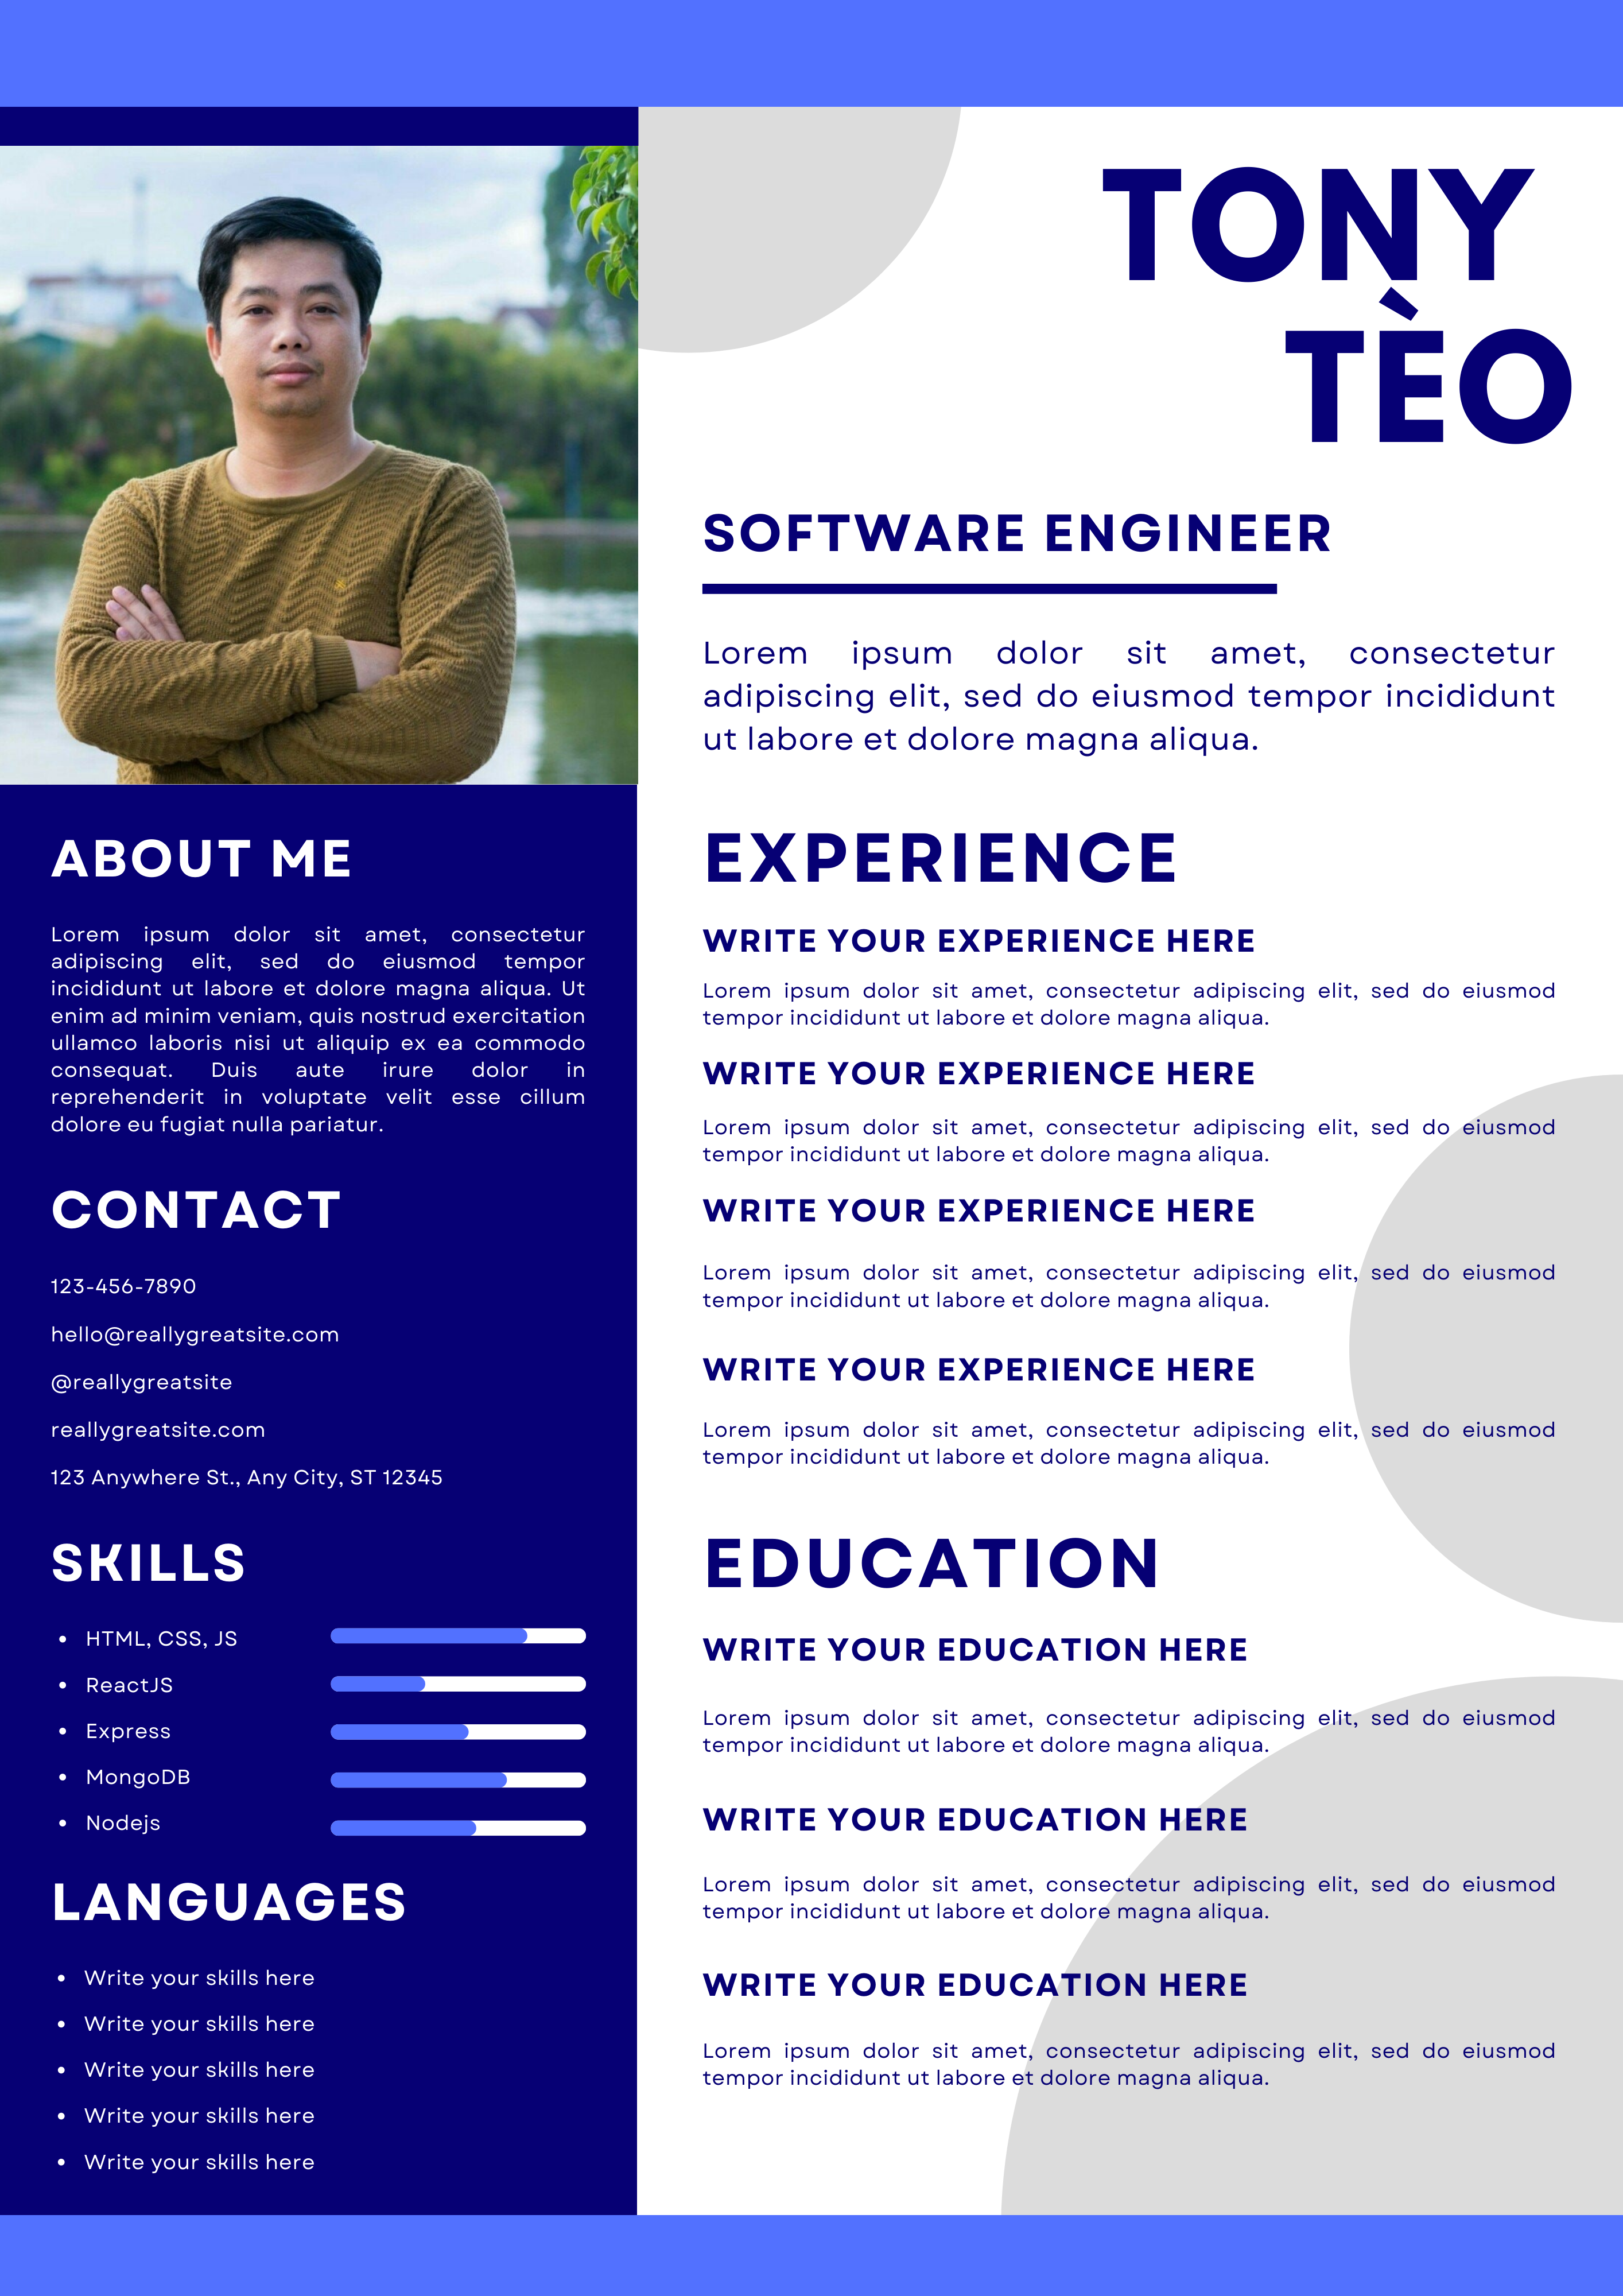 TONY
TÈO
SOFTWARE ENGINEER
Lorem ipsum dolor sit amet, consectetur
adipiscing elit, sed do eiusmod tempor incididunt
ut labore et dolore magna aliqua.
ABOUT ME
Lorem ipsum dolor sit amet, consectetur
adipiscing elit, sed do eiusmod tempor
incididunt ut labore et dolore magna aliqua. Ut
enim ad minim veniam, quis nostrud exercitation
ullamco laboris nisi ut aliquip ex ea commodo
consequat. Duis aute irure dolor in
reprehenderit in voluptate velit esse cillum
dolore eu fugiat nulla pariatur.
CONTACT
123-456-7890
hello@reallygreatsite.com
@reallygreatsite
reallygreatsite.com
123 Anywhere St., Any City, ST 12345
SKILLS
• HTML, CSS, JS
• ReactJS
• Express
• MongoDB
• Nodejs
LANGUAGES
• Write your skills here
• Write your skills here
• Write your skills here
• Write your skills here
• Write your skills here
EXPERIENCE
WRITE YOUR EXPERIENCE HERE
Lorem ipsum dolor sit amet, consectetur adipiscing elit, sed do eiusmod
tempor incididunt ut labore et dolore magna aliqua.
WRITE YOUR EXPERIENCE HERE
Lorem ipsum dolor sit amet, consectetur adipiscing elit, sed do eiusmod
tempor incididunt ut labore et dolore magna aliqua.
WRITE YOUR EXPERIENCE HERE
Lorem ipsum dolor sit amet, consectetur adipiscing elit, sed do eiusmod
tempor incididunt ut labore et dolore magna aliqua.
WRITE YOUR EXPERIENCE HERE
Lorem ipsum dolor sit amet, consectetur adipiscing elit, sed do eiusmod
tempor incididunt ut labore et dolore magna aliqua.
EDUCATION
WRITE YOUR EDUCATION HERE
Lorem ipsum dolor sit amet, consectetur adipiscing elit, sed do eiusmod
tempor incididunt ut labore et dolore magna aliqua.
WRITE YOUR EDUCATION HERE
Lorem ipsum dolor sit amet, consectetur adipiscing elit, sed do eiusmod
tempor incididunt ut labore et dolore magna aliqua.
WRITE YOUR EDUCATION HERE
Lorem ipsum dolor sit amet, consectetur adipiscing elit, sed do eiusmod
tempor incididunt ut labore et dolore magna aliqua.